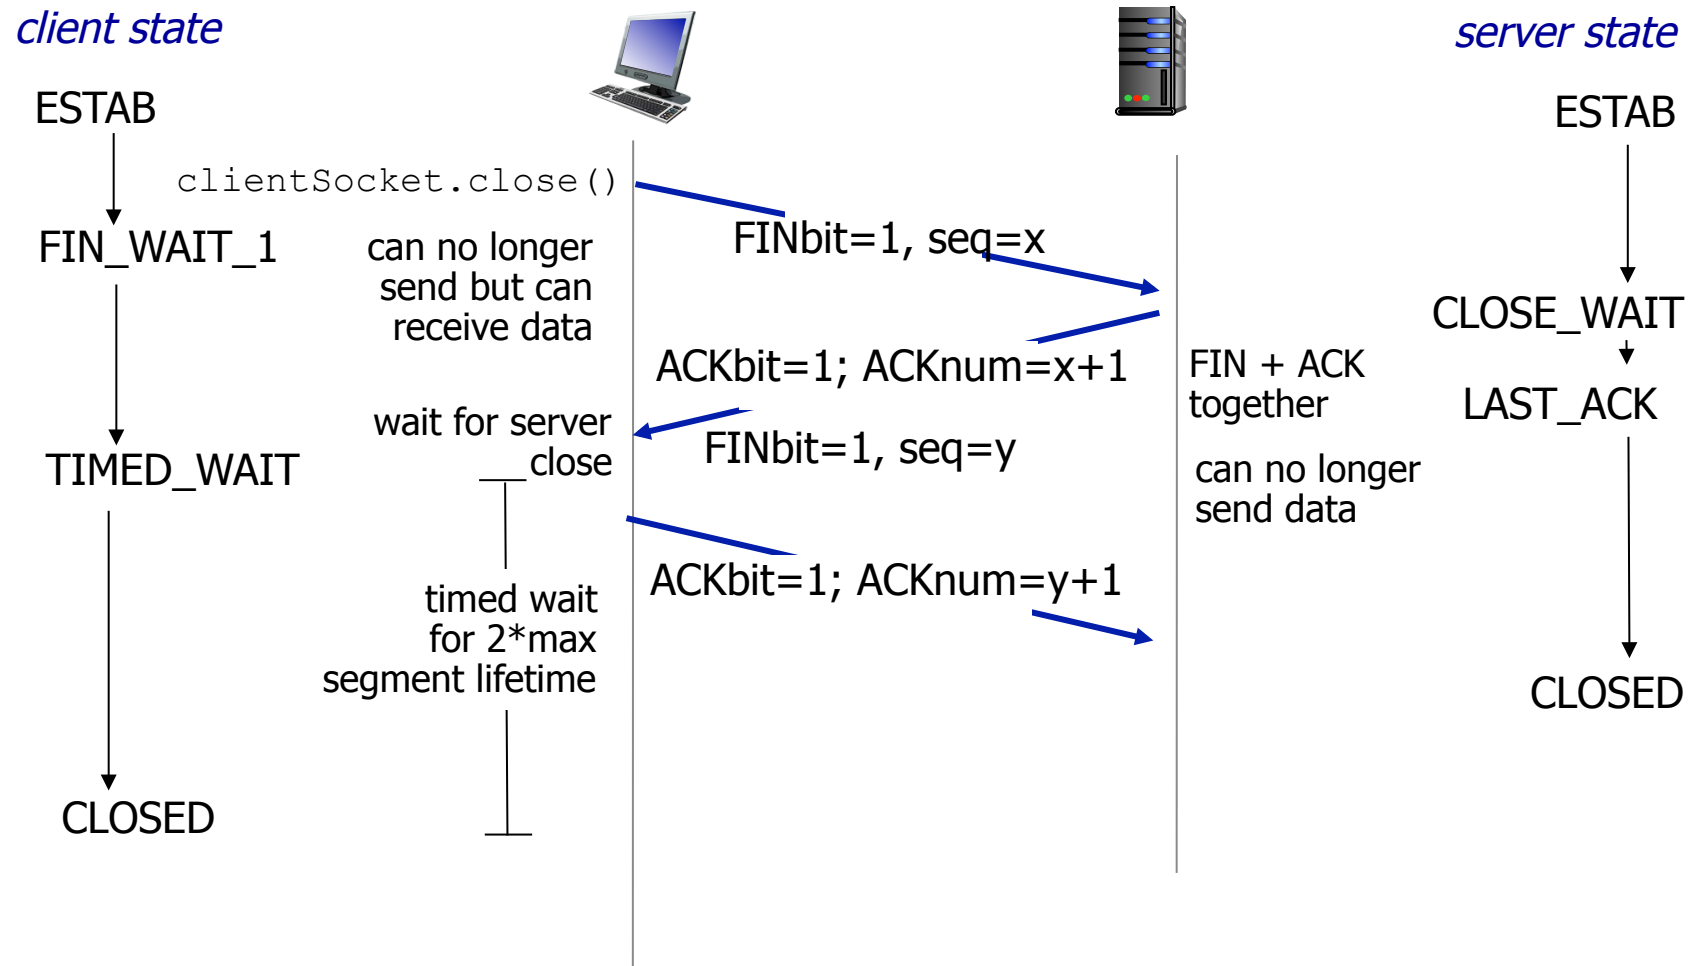 client state
server state
ESTAB
ESTAB
clientSocket.close()
FIN_WAIT_1
can no longer
send but can
receive data
FINbit=1, seq=x
CLOSE_WAIT
ACKbit=1; ACKnum=x+1
FIN + ACK
together
LAST_ACK
wait for server
close
FINbit=1, seq=y
TIMED_WAIT
can no longer
send data
ACKbit=1; ACKnum=y+1
timed wait
for 2*max
segment lifetime
CLOSED
CLOSED